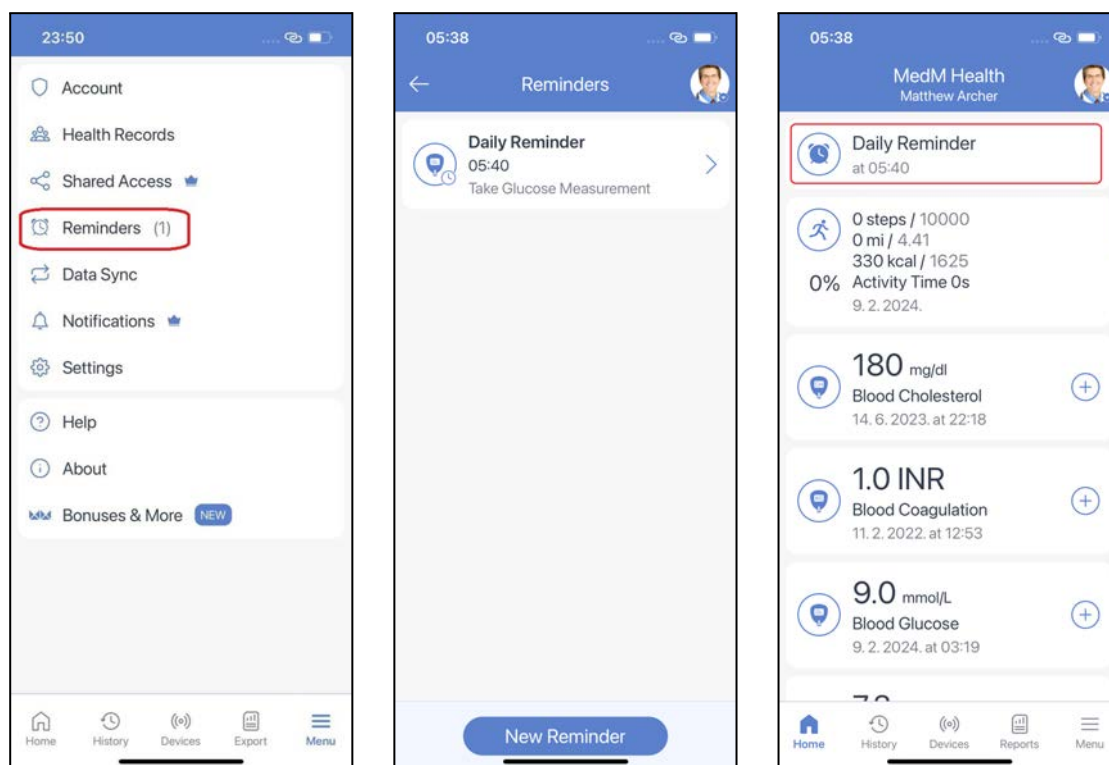 23:50
Account
Health Records
Shared Access
Reminders (1)
Data Sync
Notifications
Settings
Help
About
Bonuses & More NEW
Home History Devices Export Menu
05:38
Reminders
Daily Reminder
05:40
Take Glucose Measurement
New Reminder
05:38
MedM Health
Matthew Archer
Daily Reminder
at 05:40
0 steps / 10000
0 mi / 4.41
330 kcal / 1625
0% Activity Time 0s
9. 2. 2024.
180 mg/dl
Blood Cholesterol
14. 6. 2023. at 22:18
1.0 INR
Blood Coagulation
11. 2. 2022. at 12:53
9.0 mmol/L
Blood Glucose
9. 2. 2024. at 03:19
Home History Devices Reports Menu